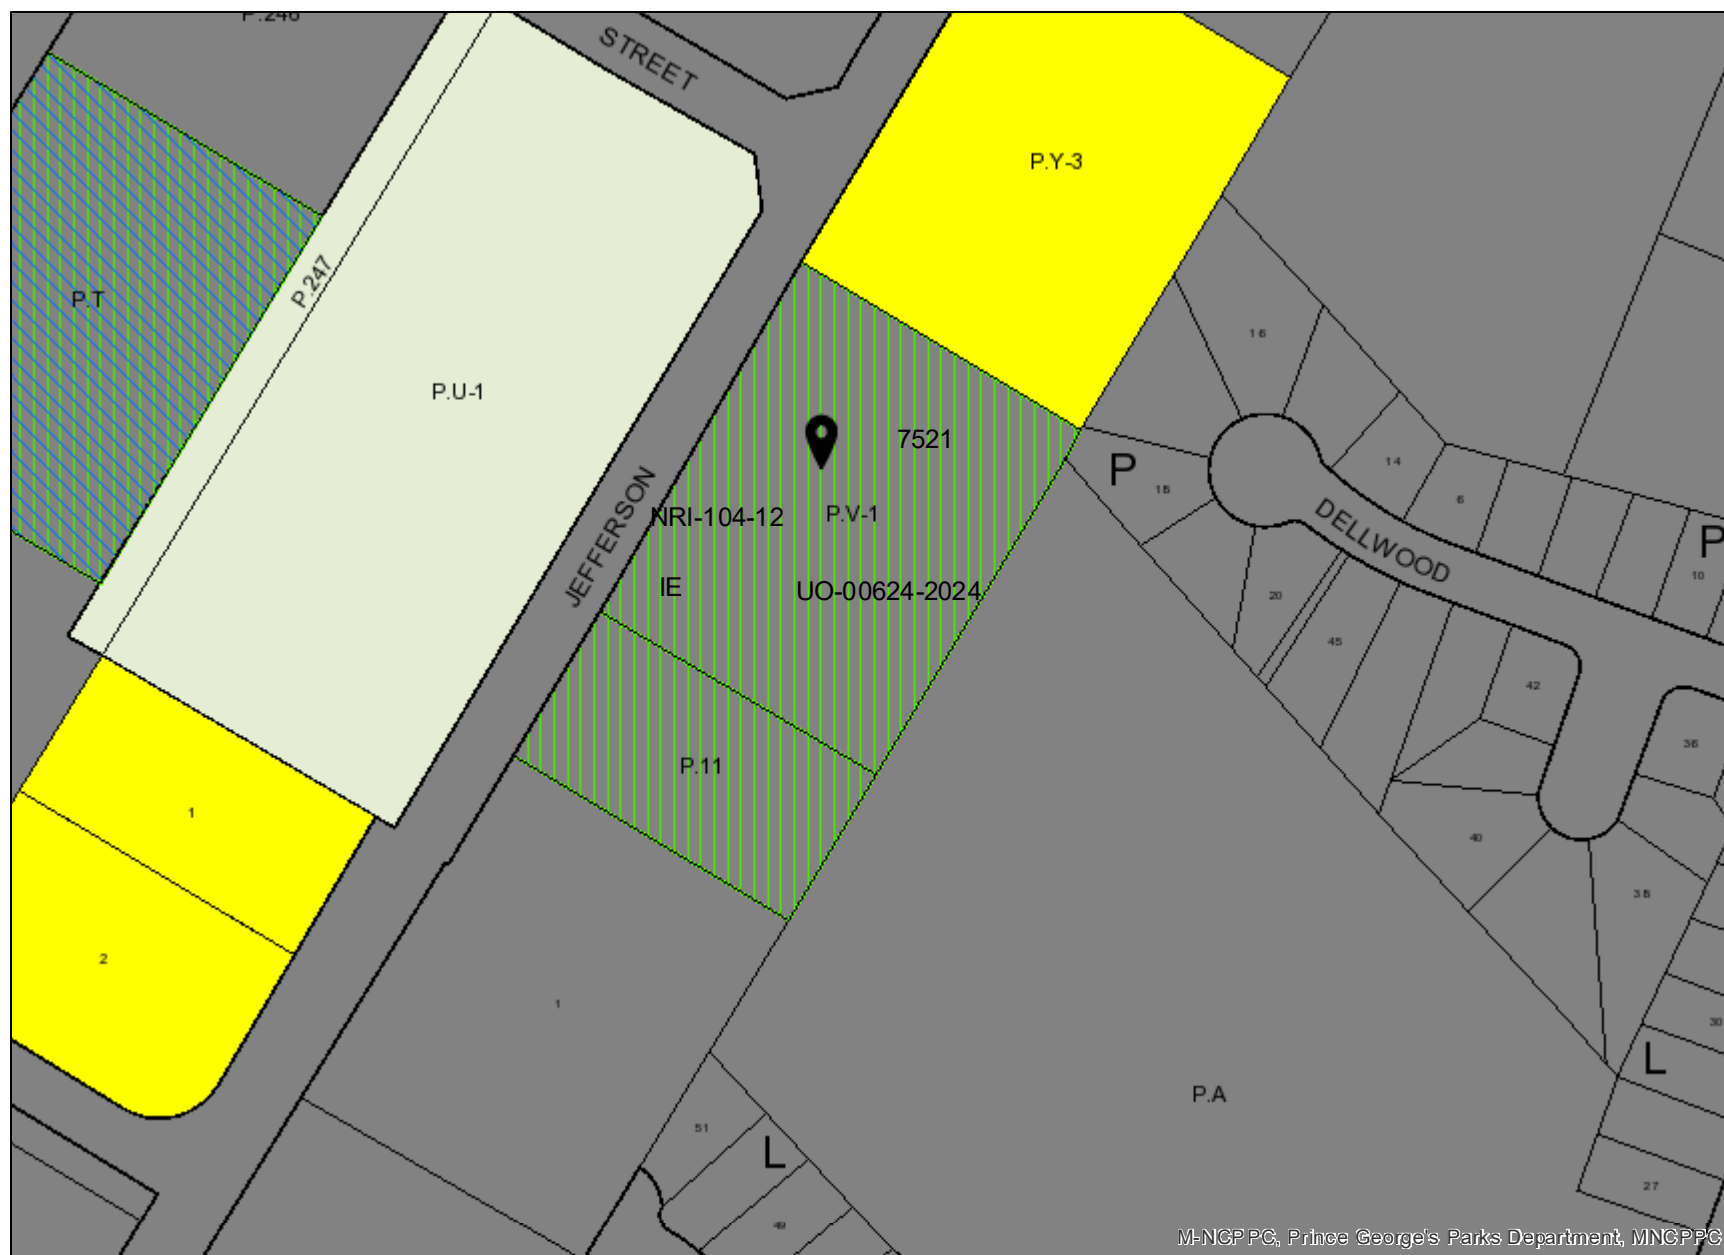 P.246
STREET
P.Y-3
P.T
P.247
P.U-1
16
7521
P
18
14
6
P
10
NRI-104-12
P.V-1
JEFFERSON
DELLWOOD
IE
UO-00624-2024
20
45
42
36
P.11
1
40
38
2
1
30
L
P.A
51
L
49
27
M-NCPPC, Prince George's Parks Department, MNCPPC